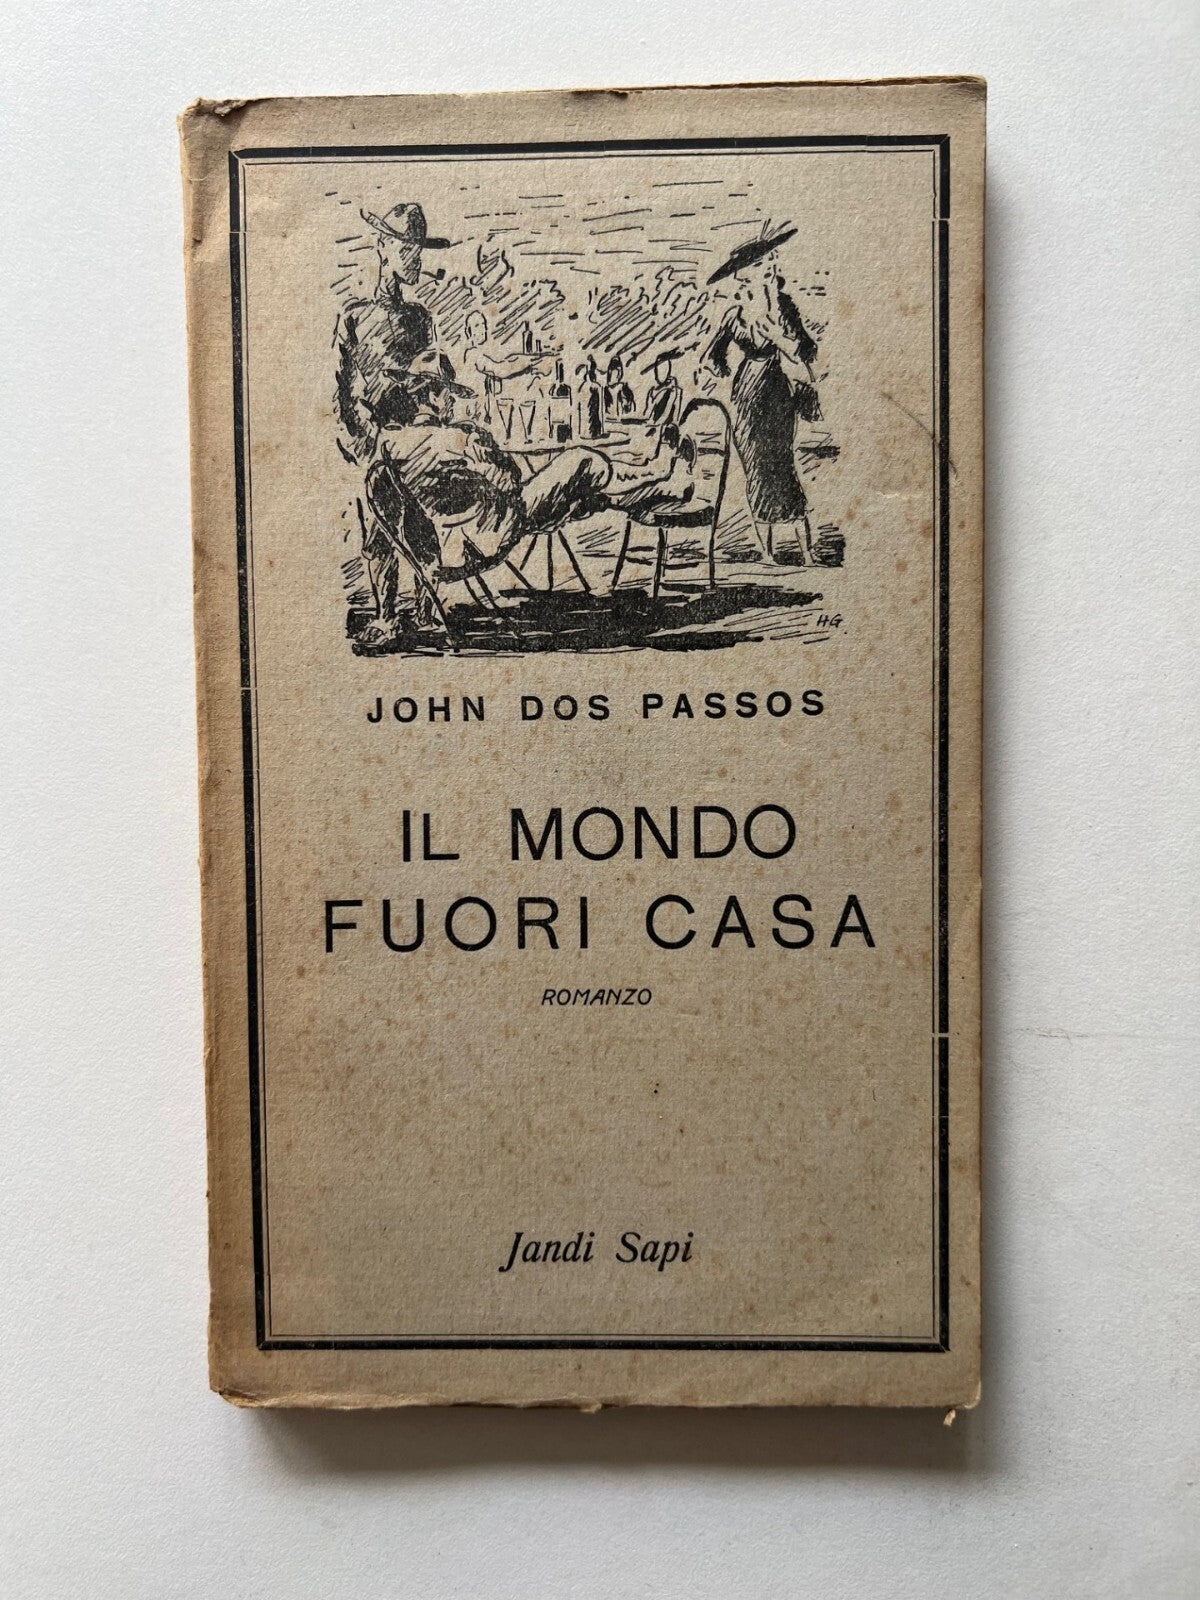 HG.
JOHN DOS PASSOS
IL MONDO
FUORI CASA
ROMANZO
Jandi Sapi